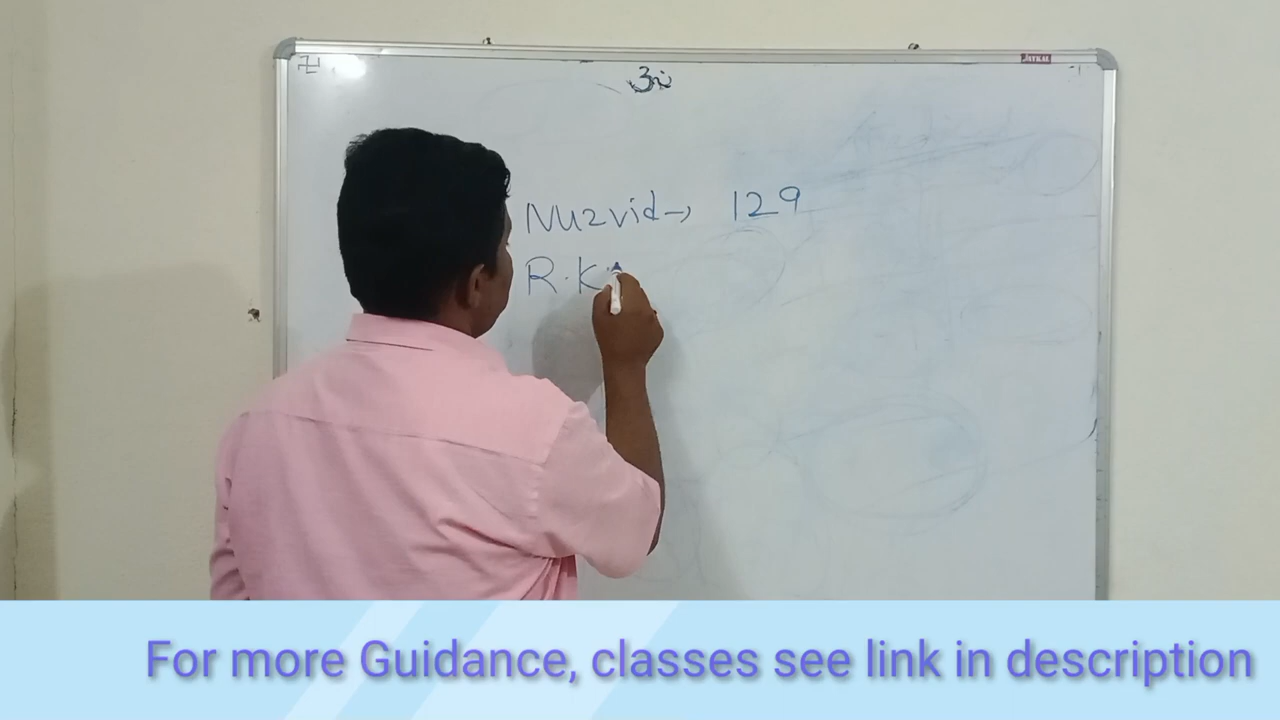 ఓం
Nuzvid → 129
R.K.
For more Guidance, classes see link in description